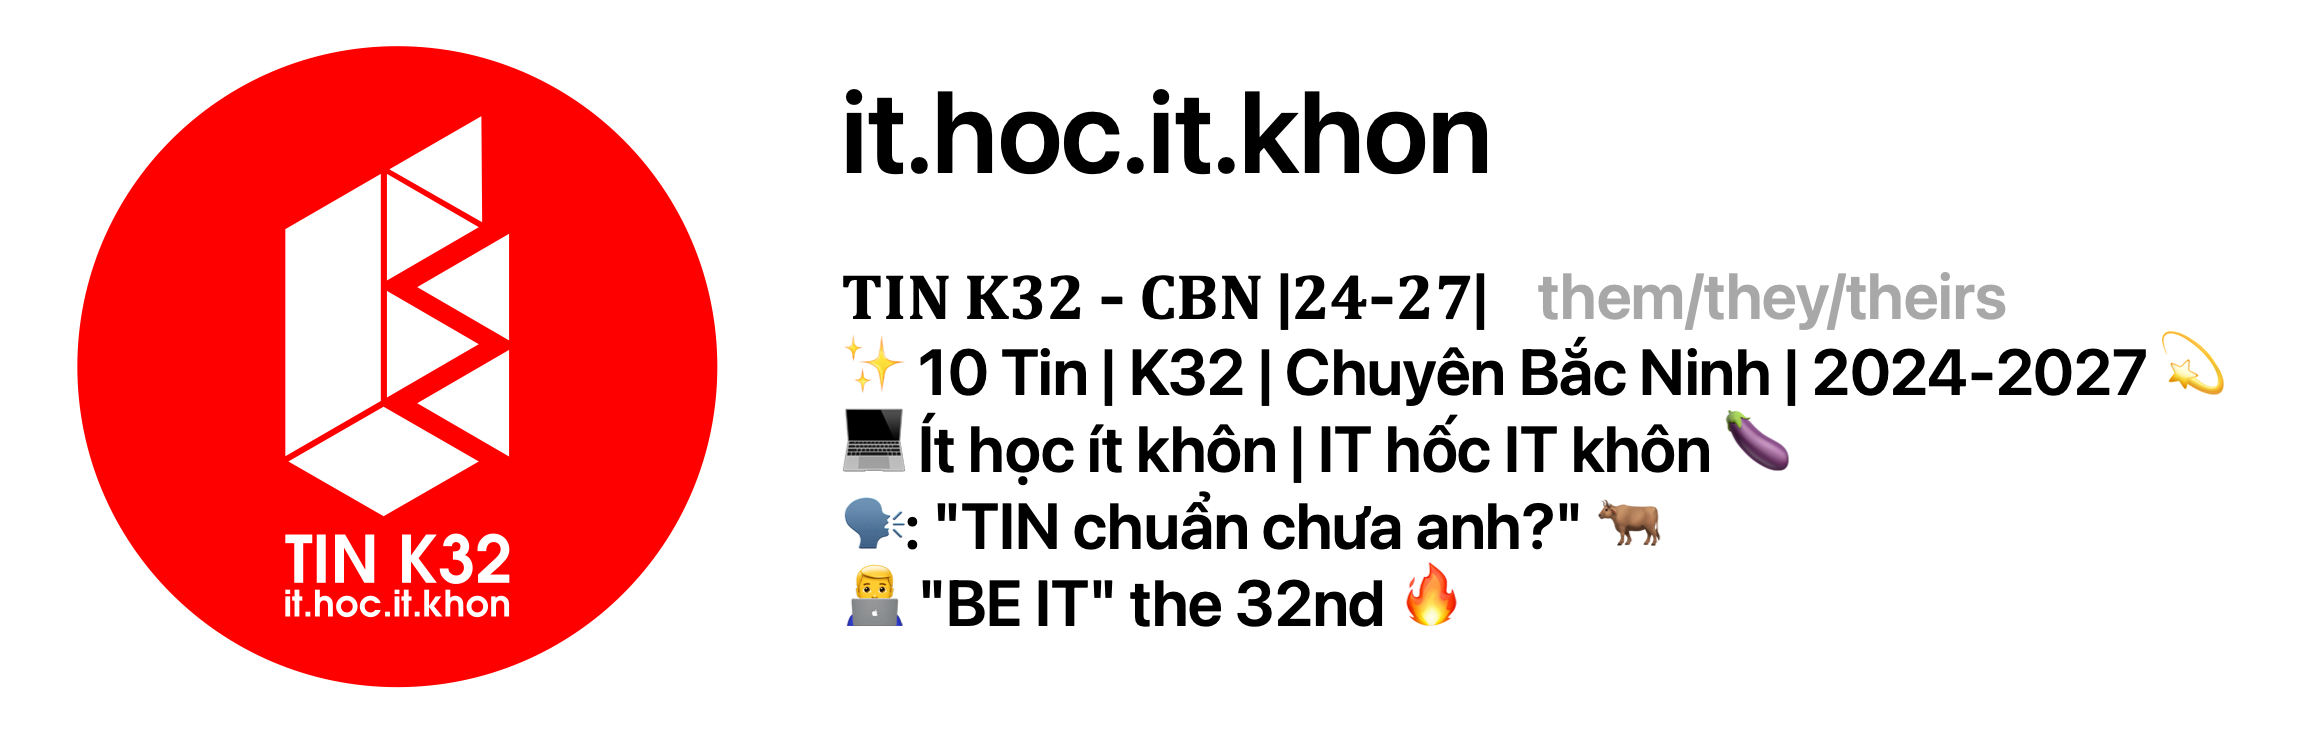 TIN K32
it.hoc.it.khon
it.hoc.it.khon
TIN K32 - CBN |24-27| them/they/theirs
✨ 10 Tin | K32 | Chuyên Bắc Ninh | 2024-2027 💫
💻 Ít học ít khôn | IT hốc IT khôn 🍆
🗣️: "TIN chuẩn chưa anh?" 🐂
👨‍💻 "BE IT" the 32nd 🔥